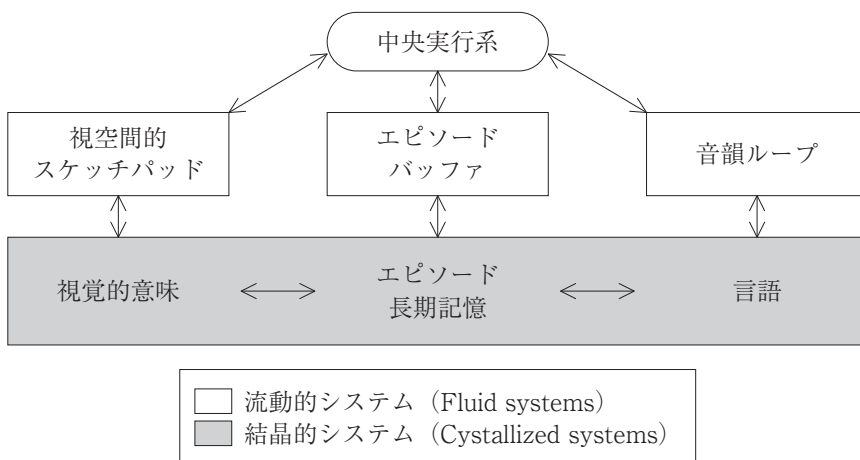 中央実行系
視空間的
スケッチパッド
エピソード
バッファ
音韻ループ
視覚的意味
エピソード
長期記憶
言語
流動的システム（Fluid systems）
結晶的システム（Cystallized systems）